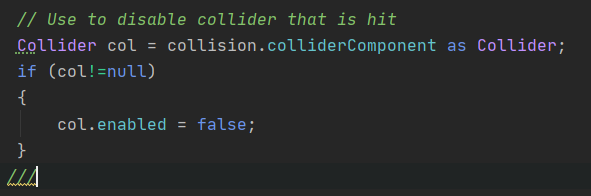 // Use to disable collider that is hit
Collider col = collision.colliderComponent as Collider;
if (col!=null)
{
    col.enabled = false;
}
///